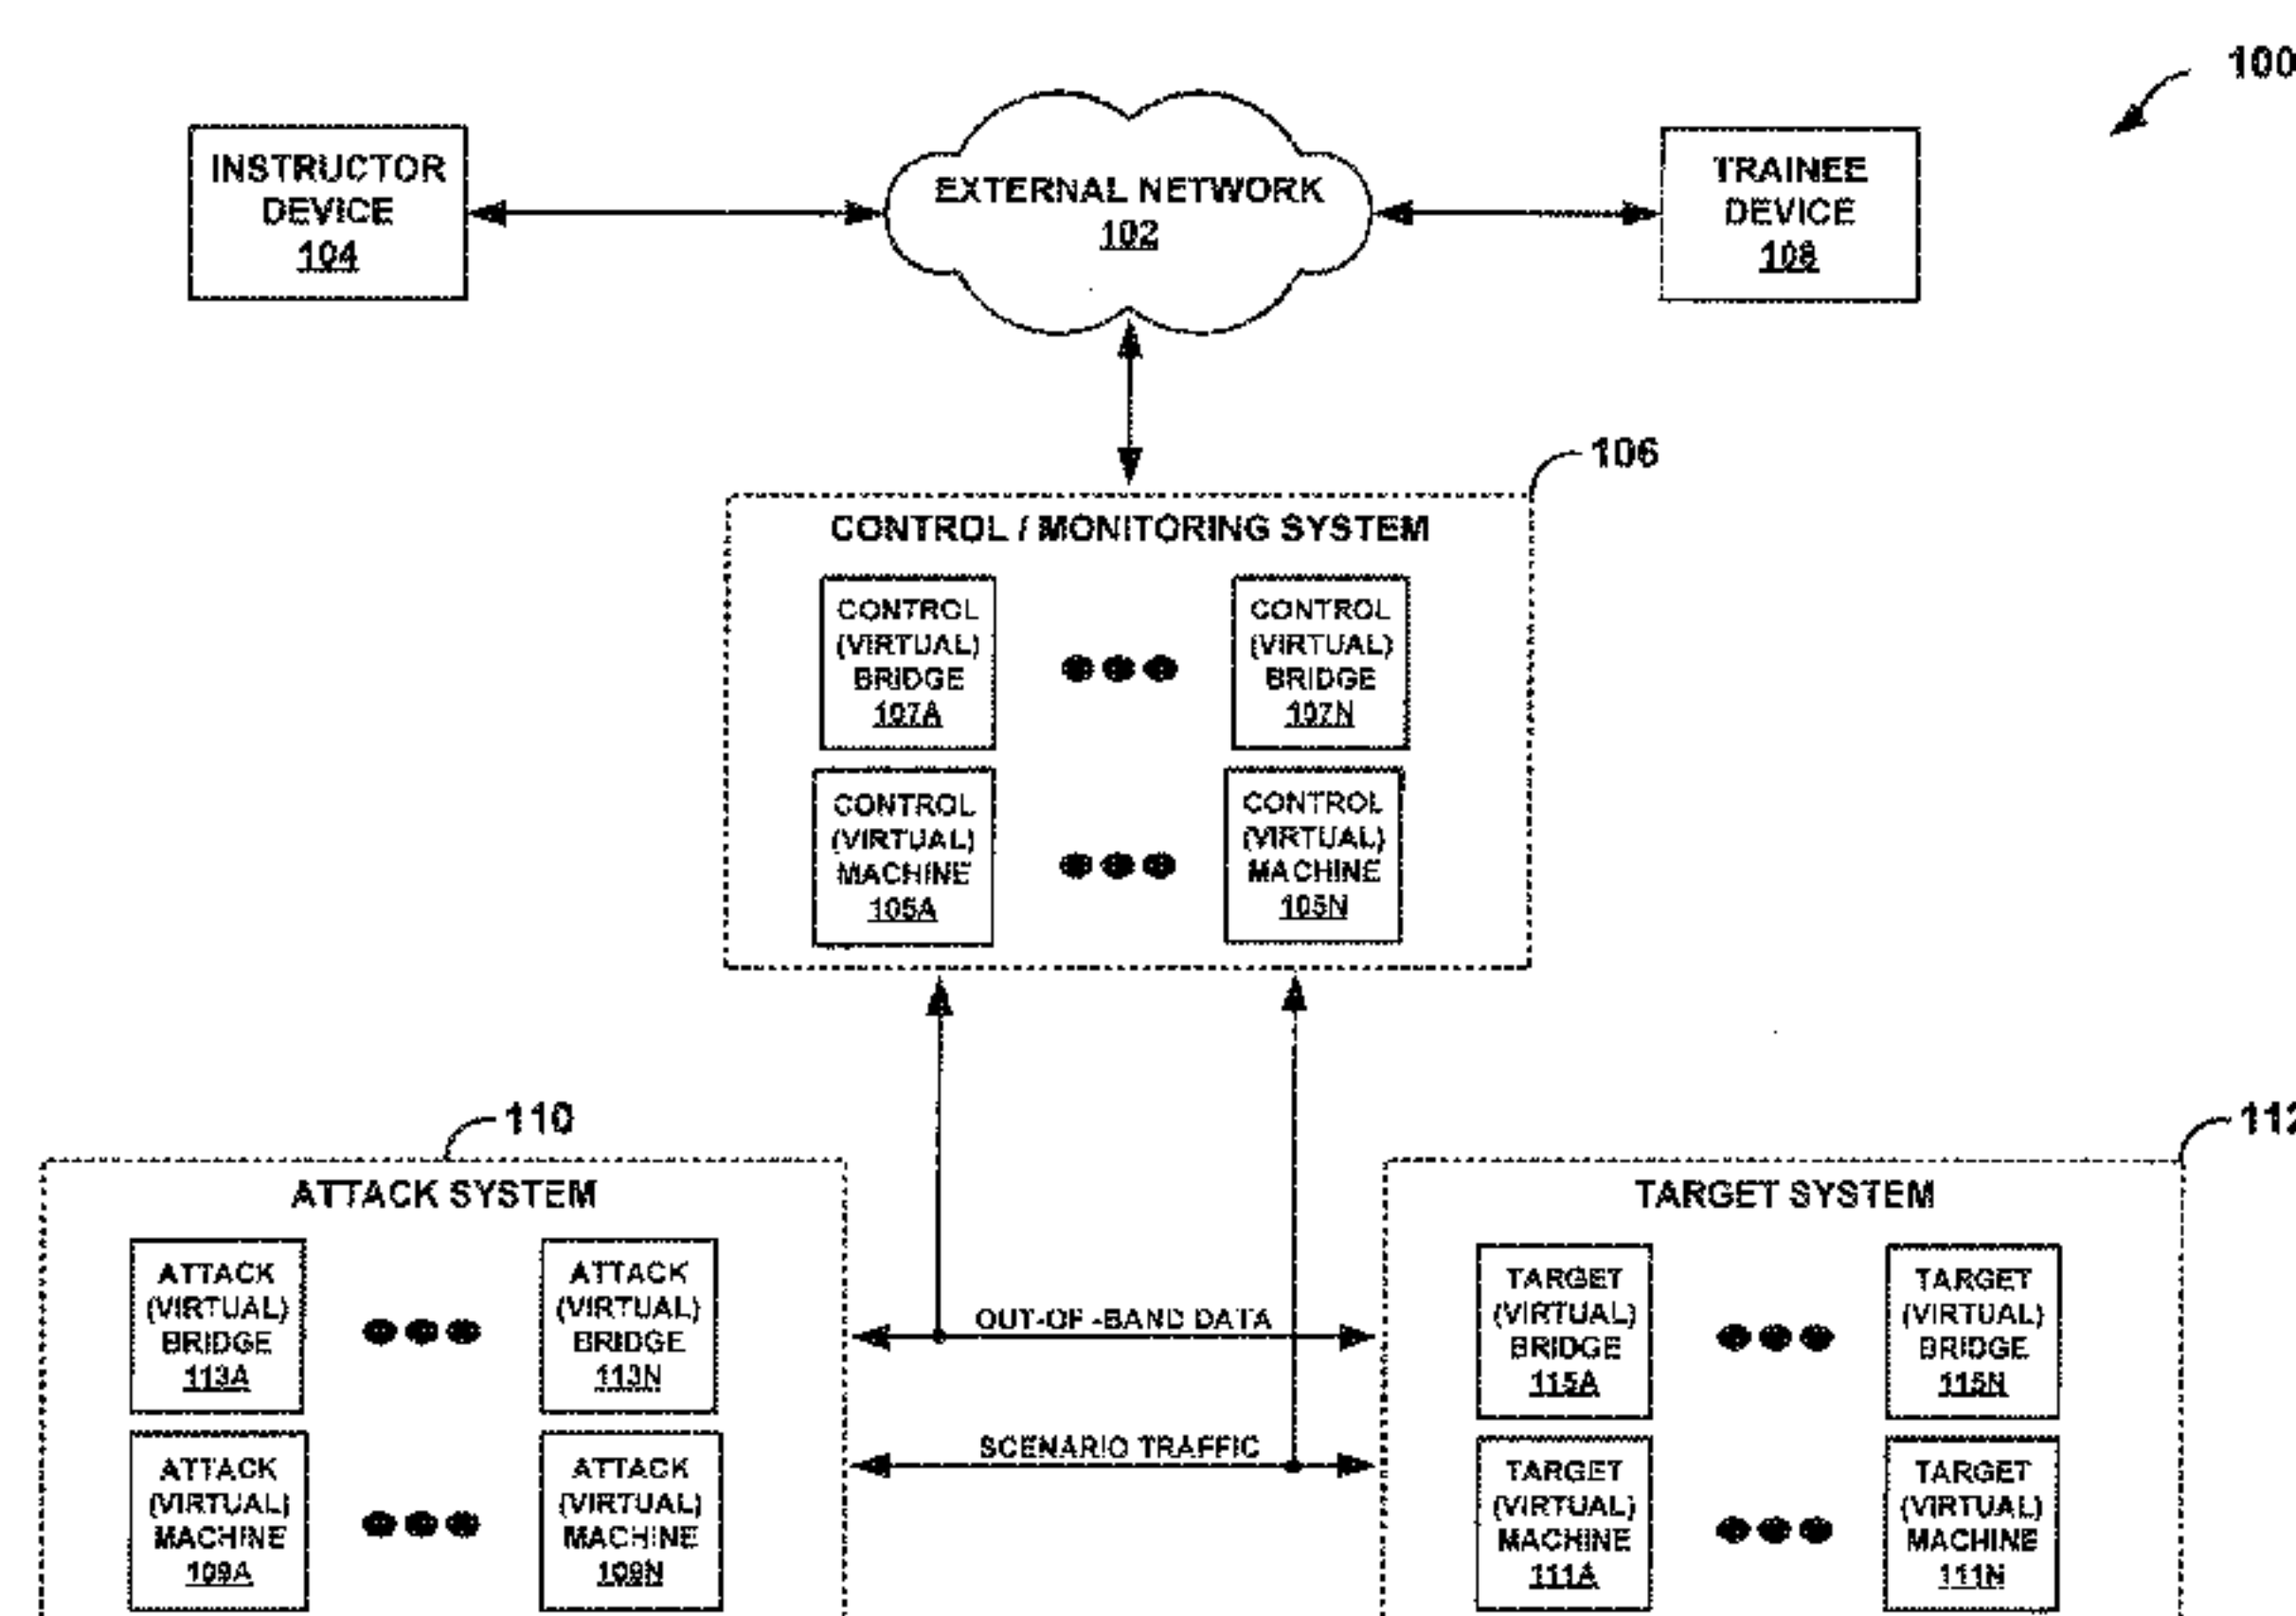 100
INSTRUCTOR
DEVICE
104
EXTERNAL NETWORK
102
TRAINEE
DEVICE
108
106
CONTROL / MONITORING SYSTEM
CONTROL
(VIRTUAL)
BRIDGE
107A
CONTROL
(VIRTUAL)
BRIDGE
107N
CONTROL
(VIRTUAL)
MACHINE
105A
CONTROL
(VIRTUAL)
MACHINE
105N
110
ATTACK SYSTEM
ATTACK
(VIRTUAL)
BRIDGE
113A
ATTACK
(VIRTUAL)
BRIDGE
113N
ATTACK
(VIRTUAL)
MACHINE
109A
ATTACK
(VIRTUAL)
MACHINE
109N
OUT-OF -BAND DATA
SCENARIO TRAFFIC
112
TARGET SYSTEM
TARGET
(VIRTUAL)
BRIDGE
115A
TARGET
(VIRTUAL)
BRIDGE
115N
TARGET
(VIRTUAL)
MACHINE
111A
TARGET
(VIRTUAL)
MACHINE
111N